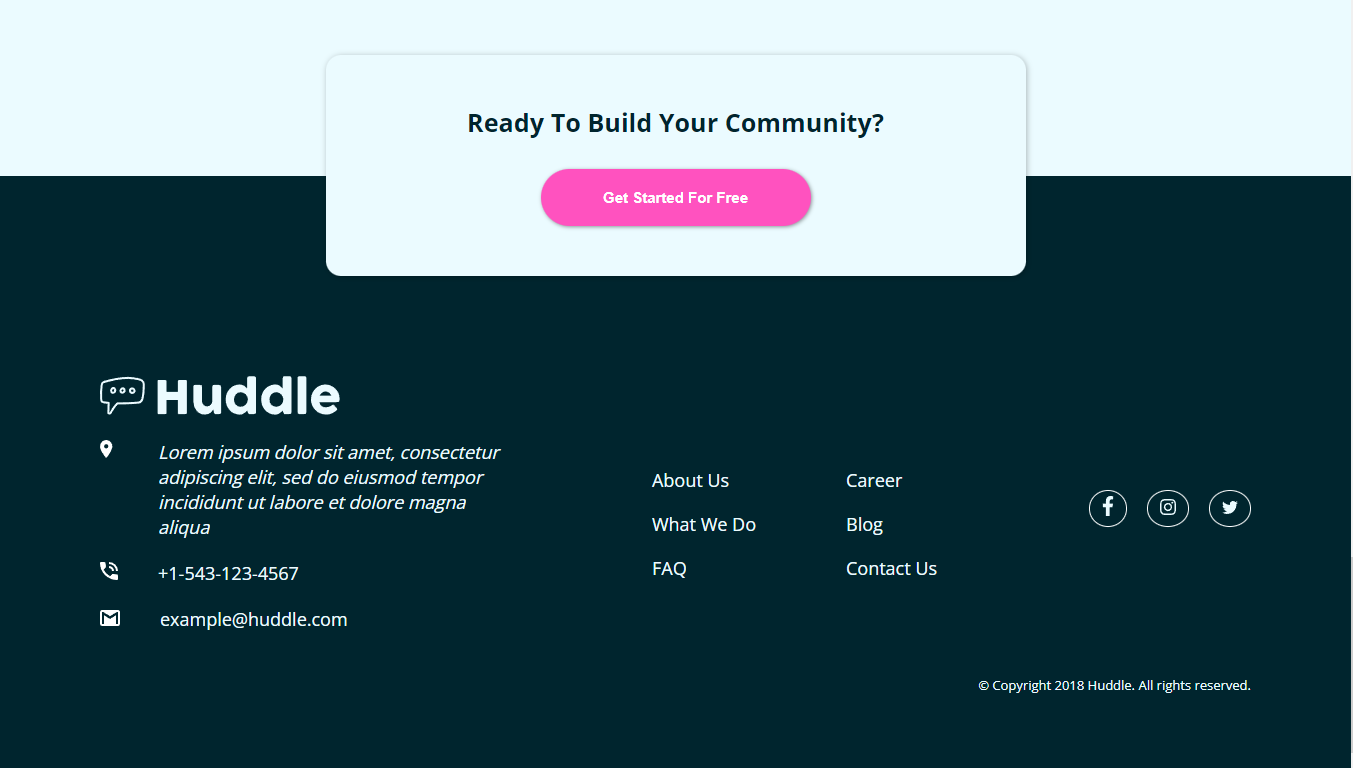 Ready To Build Your Community?
Get Started For Free
Huddle
Lorem ipsum dolor sit amet, consectetur
adipiscing elit, sed do eiusmod tempor
incididunt ut labore et dolore magna
aliqua
+1-543-123-4567
example@huddle.com
About Us
What We Do
FAQ
Career
Blog
Contact Us
© Copyright 2018 Huddle. All rights reserved.